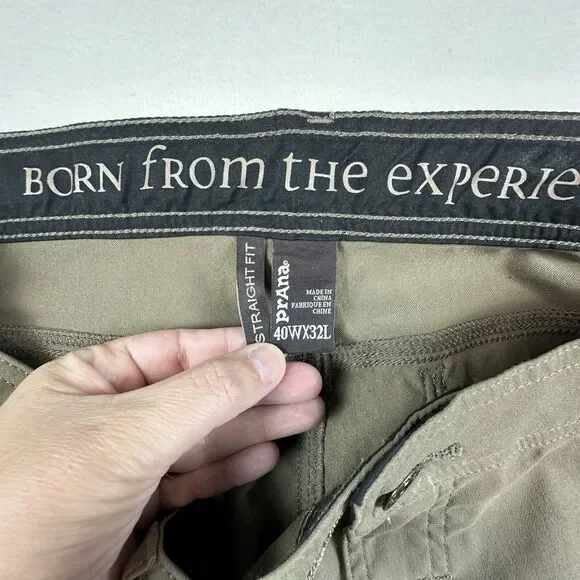 BORN from THE EXPERIE
STRAIGHT FIT
prAna
MADE IN
CHINA
FABRIQUE EN
CHINE
40WX32L